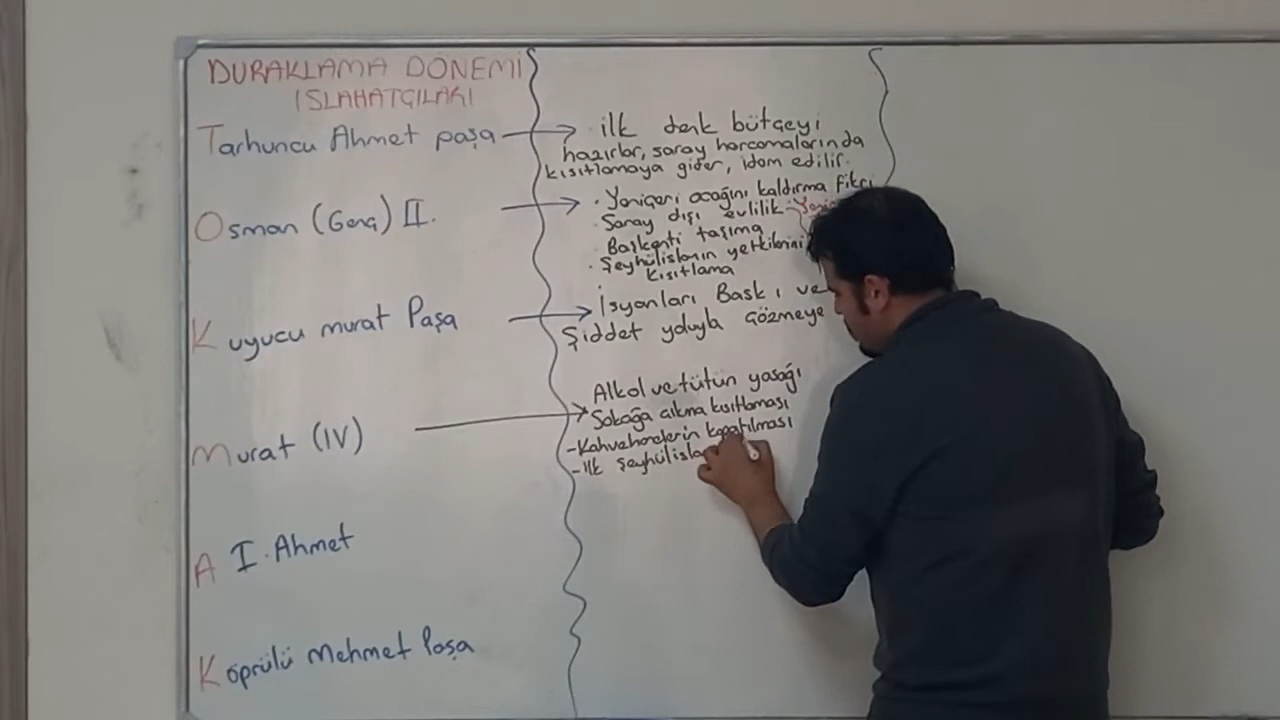 DURAKLAMA DÖNEMİ
ISLAHATÇILARI
Tarhuncu Ahmet paşa
ilk denk bütçeyi
hazırlar, saray harcamalarında
kısıtlamaya gider, idam edilir.
Osman (Genç) II.
• Yeniçeri ocağını kaldırma fikri
• Saray dışı evlilik
Başkenti taşıma
• Şeyhülislamın yetkilerini
kısıtlama
Kuyucu murat Paşa
İsyanları Baskı ve
Şiddet yoluyla çözmeye
Murat (IV)
Alkol ve tütün yasağı
Sokağa çıkma kısıtlaması
- Kahvehanelerin kapatılması
- İlk
A I. Ahmet
Köprülü Mehmet Paşa